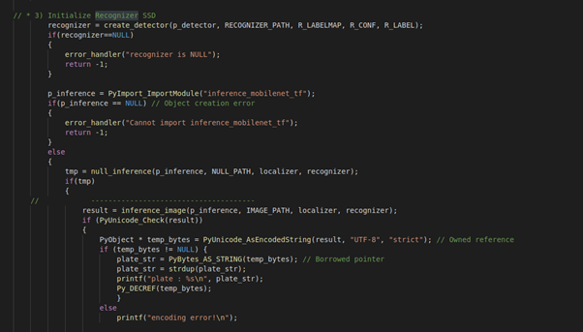 // * 3) Initialize Recognizer SSD
recognizer = create_detector(p_detector, RECOGNIZER_PATH, R_LABELMAP, R_CONF, R_LABEL);
if(recognizer==NULL)
{
error_handler("recognizer is NULL");
return -1;
}
p_inference = PyImport_ImportModule("inference_mobilenet_tf");
if(p_inference == NULL) // Object creation error
{
error_handler("Cannot import inference_mobilenet_tf");
return -1;
}
else
{
tmp = null_inference(p_inference, NULL_PATH, localizer, recognizer);
if(tmp)
{
// --------------------------------------
result = inference_image(p_inference, IMAGE_PATH, localizer, recognizer);
if (PyUnicode_Check(result))
{
PyObject * temp_bytes = PyUnicode_AsEncodedString(result, "UTF-8", "strict"); // Owned reference
if (temp_bytes != NULL) {
plate_str = PyBytes_AS_STRING(temp_bytes); // Borrowed pointer
plate_str = strdup(plate_str);
printf("plate : %s\n", plate_str);
Py_DECREF(temp_bytes);
}
else
printf("encoding error!\n");